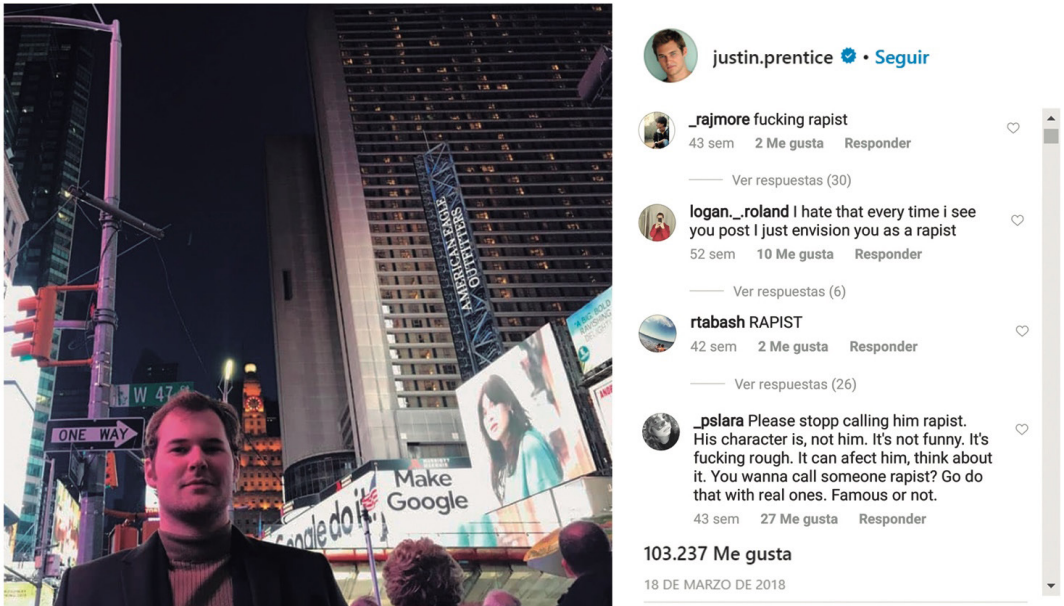 AMERICAN EAGLE
OUTFITTERS
W 47 ST
ONE WAY
Make
Google
Google do it
justin.prentice • Seguir
_rajmore fucking rapist
43 sem 2 Me gusta Responder
Ver respuestas (30)
logan._.roland I hate that every time i see
you post I just envision you as a rapist
52 sem 10 Me gusta Responder
Ver respuestas (6)
rtabash RAPIST
42 sem 2 Me gusta Responder
Ver respuestas (26)
_pslara Please stopp calling him rapist.
His character is, not him. It's not funny. It's
fucking rough. It can afect him, think about
it. You wanna call someone rapist? Go do
that with real ones. Famous or not.
43 sem 27 Me gusta Responder
103.237 Me gusta
18 DE MARZO DE 2018